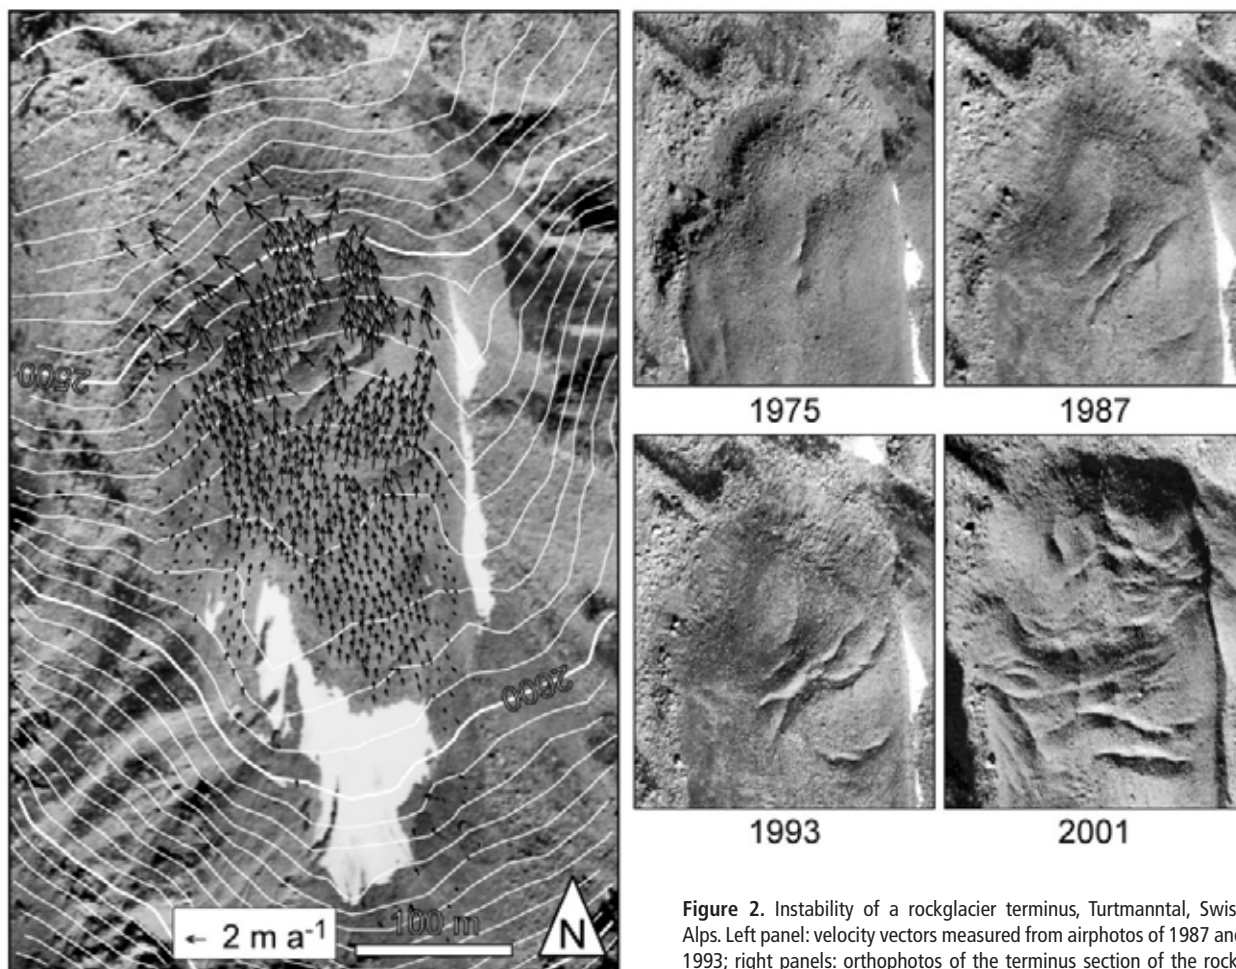 2500
2600
← 2 m a-1
100 m
N
1975
1987
1993
2001
Figure 2. Instability of a rockglacier terminus, Turtmanntal, Swis
Alps. Left panel: velocity vectors measured from airphotos of 1987 and
1993; right panels: orthophotos of the terminus section of the rock